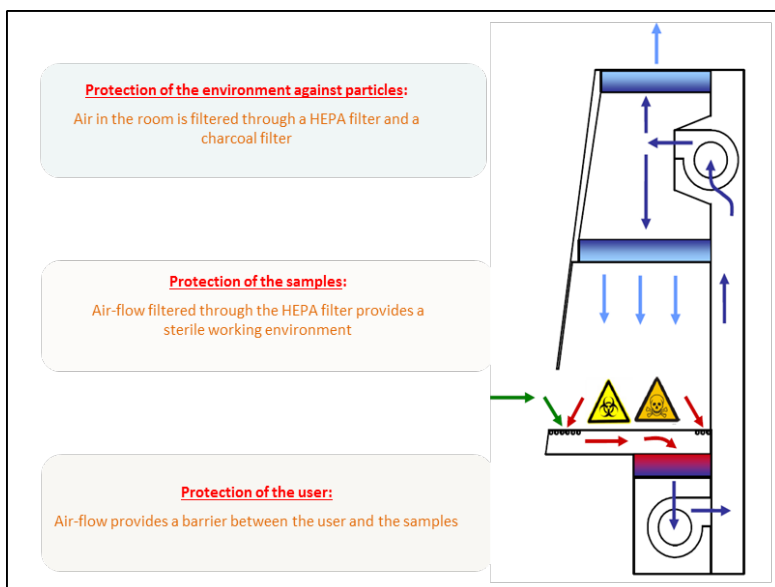 Protection of the environment against particles:
Air in the room is filtered through a HEPA filter and a
charcoal filter
Protection of the samples:
Air-flow filtered through the HEPA filter provides a
sterile working environment
Protection of the user:
Air-flow provides a barrier between the user and the samples